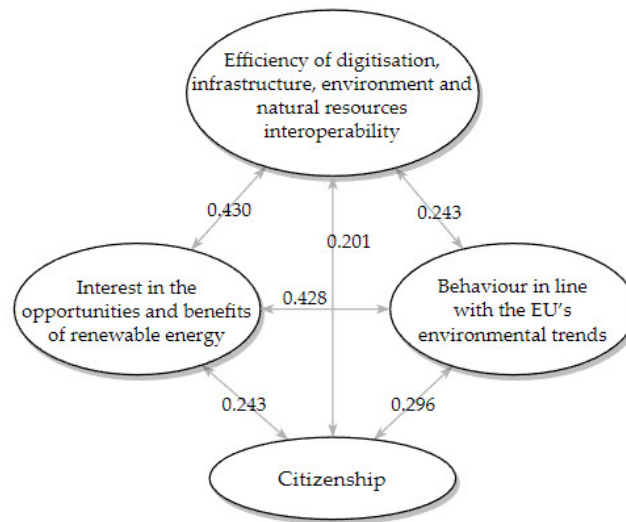 Efficiency of digitisation,
infrastructure, environment and
natural resources
interoperability
0.430
0.243
0.201
Interest in the
opportunities and benefits
of renewable energy
0.428
Behaviour in line
with the EU's
environmental trends
0.243
0.296
Citizenship